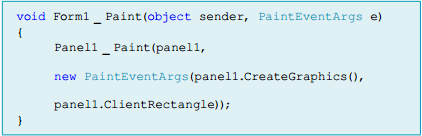 void Form1 _ Paint(object sender, PaintEventArgs e)
{
Panel1 _ Paint(panel1,
new PaintEventArgs(panel1.CreateGraphics(),
panel1.ClientRectangle));
}